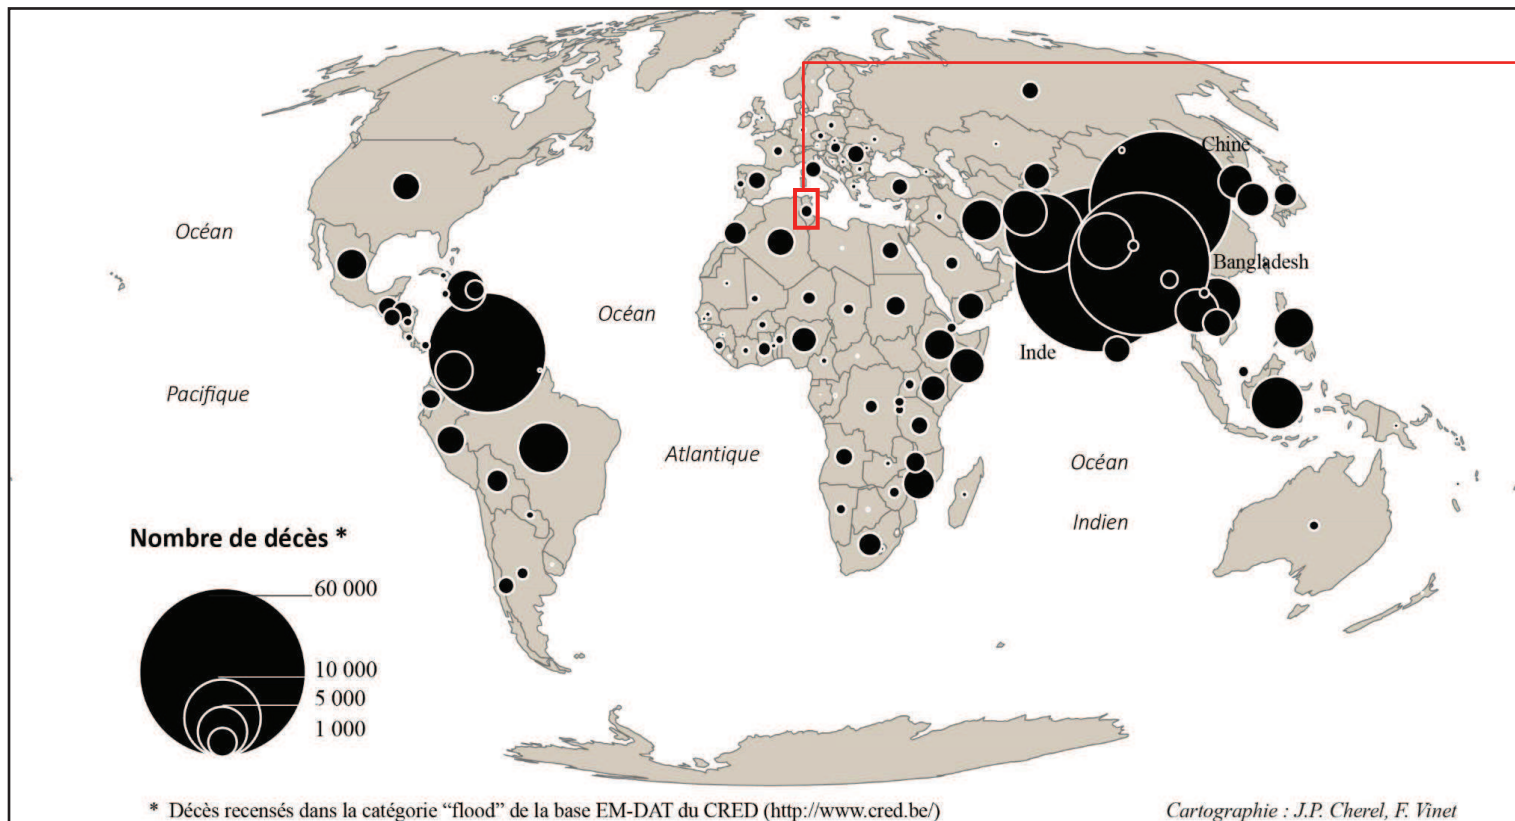 Chine
Océan
Bangladesh
Océan
Inde
Pacifique
Atlantique
Océan
Indien
Nombre de décès *
60 000
10 000
5 000
1 000
* Décès recensés dans la catégorie “flood” de la base EM-DAT du CRED (http://www.cred.be/)
Cartographie : J.P. Cherel, F. Vinet